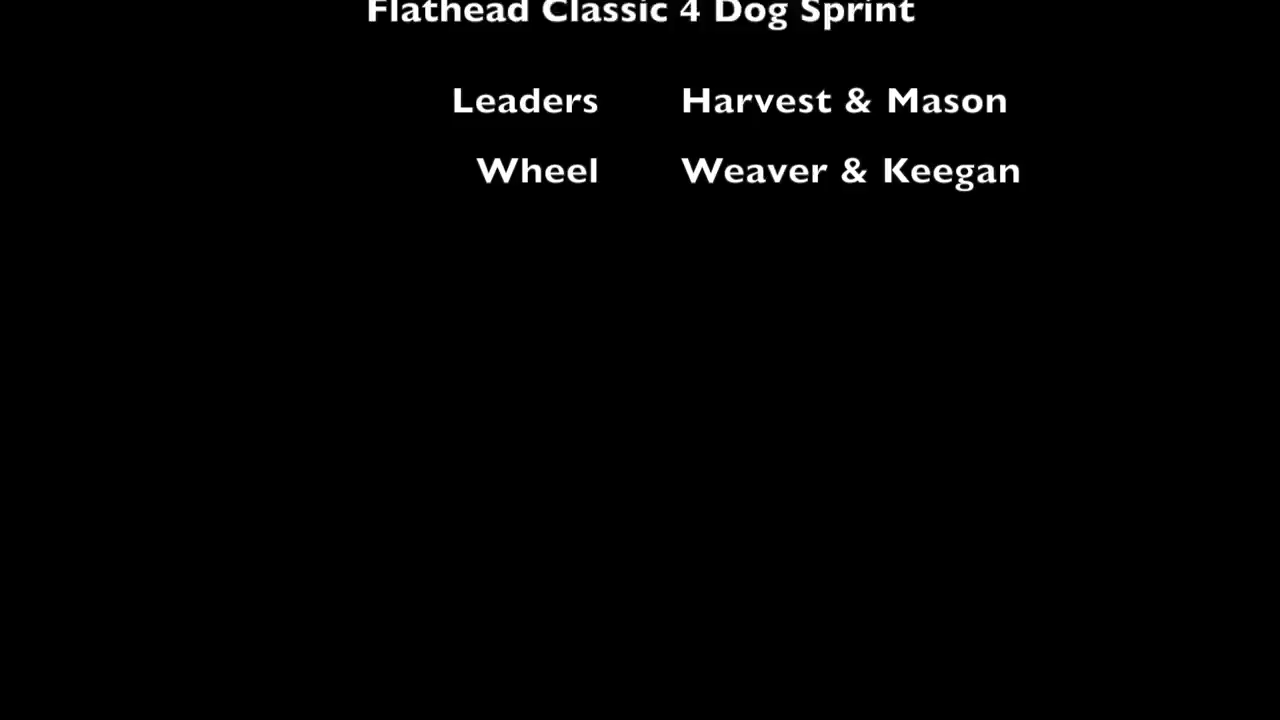 Flathead Classic 4 Dog Sprint
Leaders Harvest & Mason
Wheel Weaver & Keegan